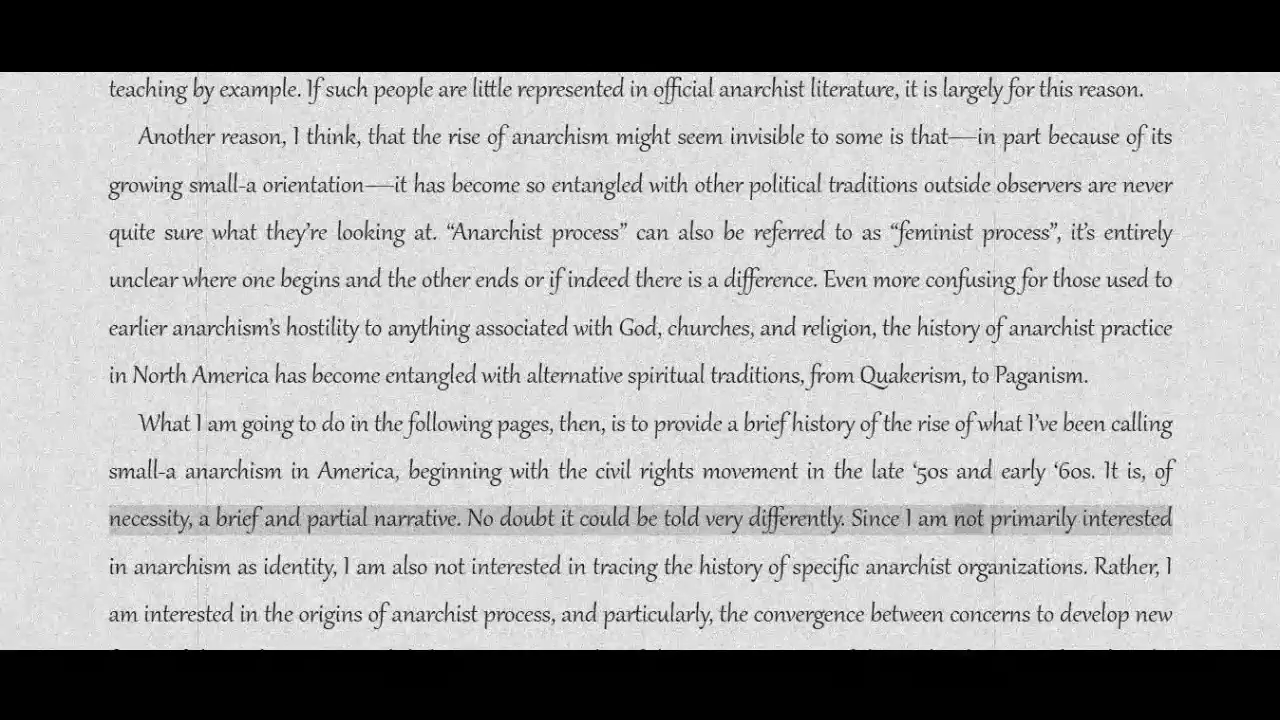 teaching by example. If such people are little represented in official anarchist literature, it is largely for this reason.
Another reason, I think, that the rise of anarchism might seem invisible to some is that—in part because of its
growing small-a orientation—it has become so entangled with other political traditions outside observers are never
quite sure what they’re looking at. “Anarchist process” can also be referred to as “feminist process”, it’s entirely
unclear where one begins and the other ends or if indeed there is a difference. Even more confusing for those used to
earlier anarchism’s hostility to anything associated with God, churches, and religion, the history of anarchist practice
in North America has become entangled with alternative spiritual traditions, from Quakerism, to Paganism.
What I am going to do in the following pages, then, is to provide a brief history of the rise of what I’ve been calling
small-a anarchism in America, beginning with the civil rights movement in the late ‘50s and early ‘60s. It is, of
necessity, a brief and partial narrative. No doubt it could be told very differently. Since I am not primarily interested
in anarchism as identity, I am also not interested in tracing the history of specific anarchist organizations. Rather, I
am interested in the origins of anarchist process, and particularly, the convergence between concerns to develop new